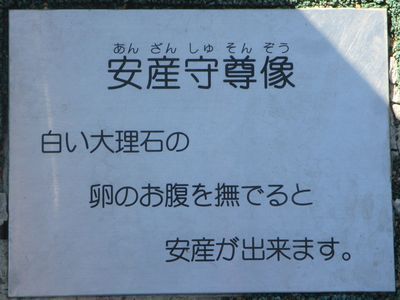 あん ざん しゅ そん ぞう
安産守尊像
白い大理石の
卵のお腹を撫でると
安産が出来ます。